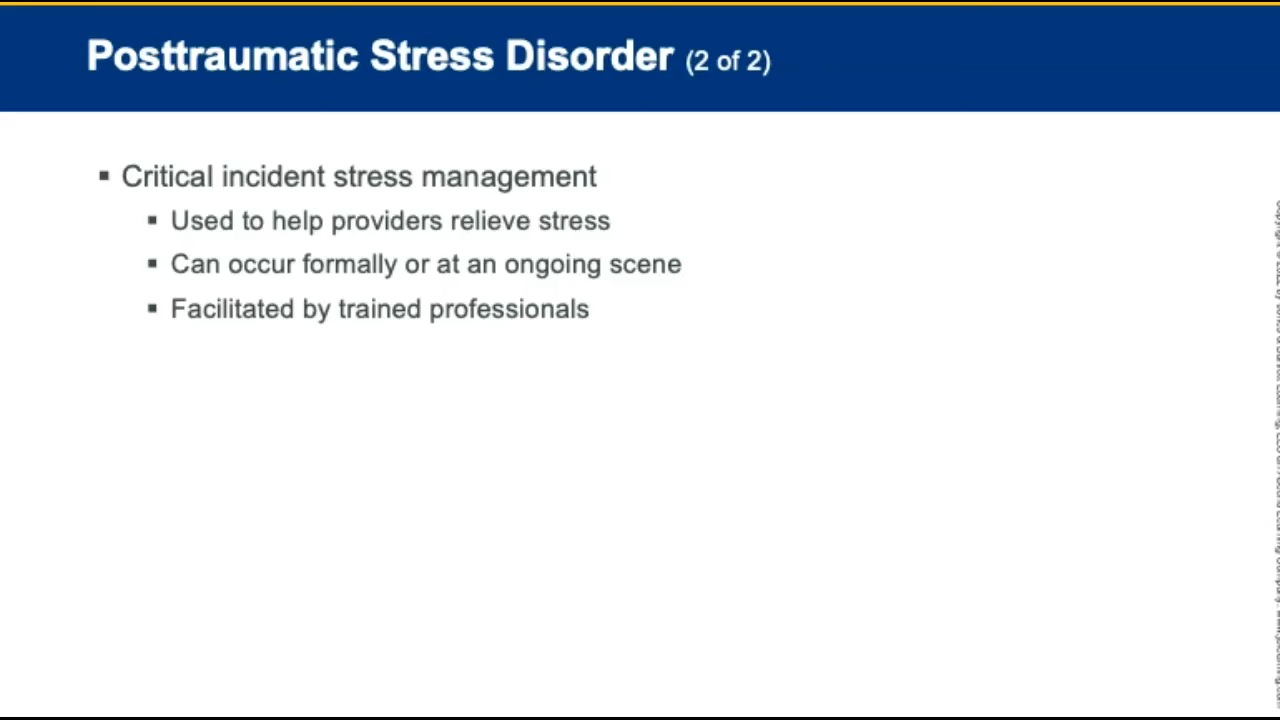 Posttraumatic Stress Disorder (2 of 2)
▪ Critical incident stress management
▪ Used to help providers relieve stress
▪ Can occur formally or at an ongoing scene
▪ Facilitated by trained professionals